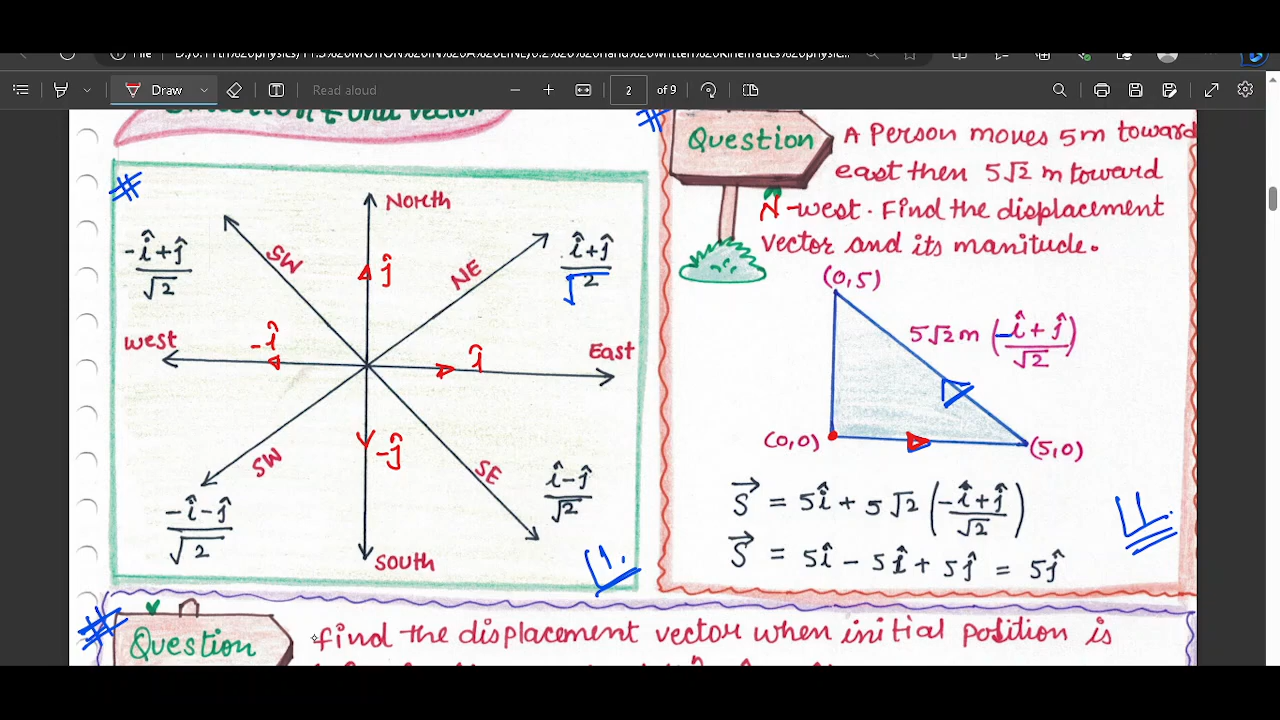 Draw
Read aloud
2
of 9
Direction & unit vector
Question
A Person moves 5m toward
east then 5√2 m toward
N-west. Find the displacement
vector and its manitude.
North
-î+ĵ
√2
SW
NE
î+ĵ
√2
ĵ
west
-î
î
East
-ĵ
SW
SE
-î-ĵ
√2
î-ĵ
√2
South
(0,5)
5√2 m (-î+ĵ)
√2
(0,0)
(5,0)
S⃗ = 5î + 5√2 (-î+ĵ)
√2
S⃗ = 5î - 5î + 5ĵ = 5ĵ
Question
find the displacement vector when initial position is